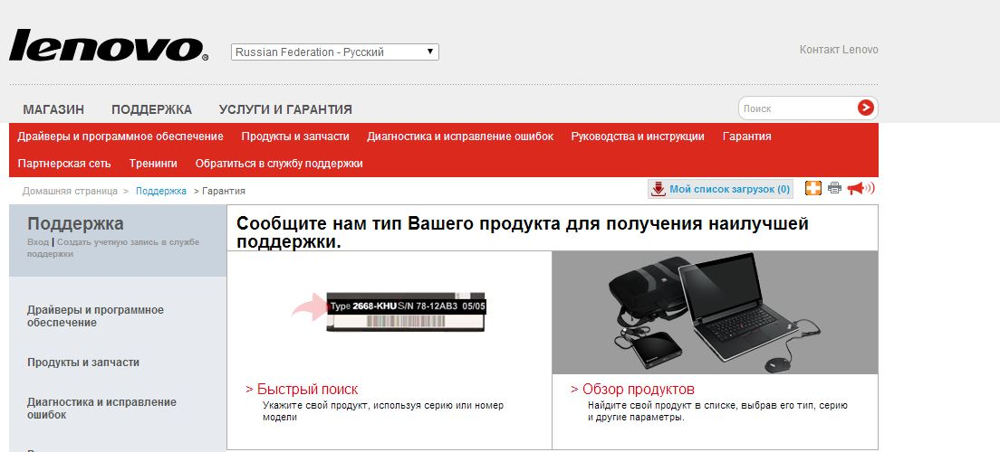 lenovo®
Russian Federation - Русский
Контакт Lenovo
МАГАЗИН ПОДДЕРЖКА УСЛУГИ И ГАРАНТИЯ
Поиск
Драйверы и программное обеспечение Продукты и запчасти Диагностика и исправление ошибок Руководства и инструкции Гарантия
Партнерская сеть Тренинги Обратиться в службу поддержки
Домашняя страница > Поддержка > Гарантия
Мой список загрузок (0)
Поддержка
Вход | Создать учетную запись в службе
поддержки
Драйверы и программное
обеспечение
Продукты и запчасти
Диагностика и исправление
ошибок
Сообщите нам тип Вашего продукта для получения наилучшей
поддержки.
Type 2668-KHU S/N 78-12AB3 05/05
> Быстрый поиск
Укажите свой продукт, используя серию или номер
модели
> Обзор продуктов
Найдите свой продукт в списке, выбрав его тип, серию
и другие параметры.